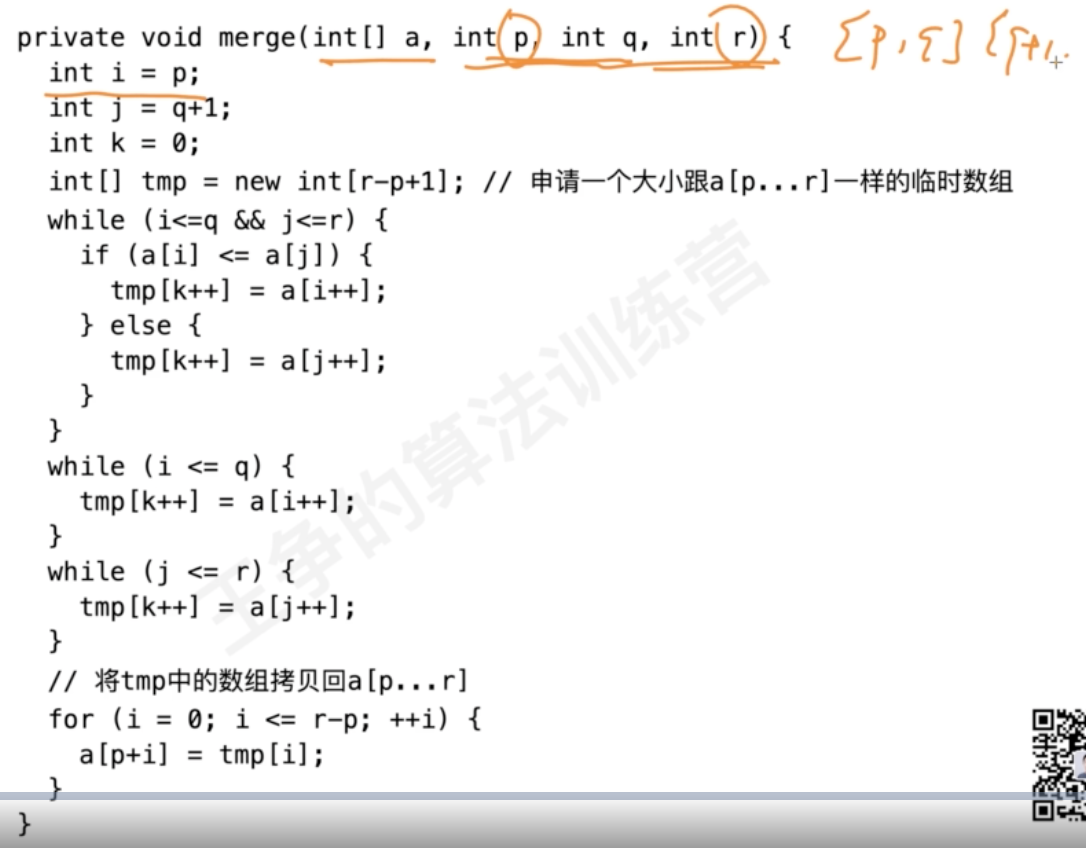 private void merge(int[] a, int p, int q, int r) { [p,q] [q+1,
int i = p;
int j = q+1;
int k = 0;
int[] tmp = new int[r-p+1]; // 申请一个大小跟a[p...r]一样的临时数组
while (i<=q && j<=r) {
if (a[i] <= a[j]) {
tmp[k++] = a[i++];
} else {
tmp[k++] = a[j++];
}
}
while (i <= q) {
tmp[k++] = a[i++];
}
while (j <= r) {
tmp[k++] = a[j++];
}
// 将tmp中的数组拷贝回a[p...r]
for (i = 0; i <= r-p; ++i) {
a[p+i] = tmp[i];
}
}
王争的算法训练营